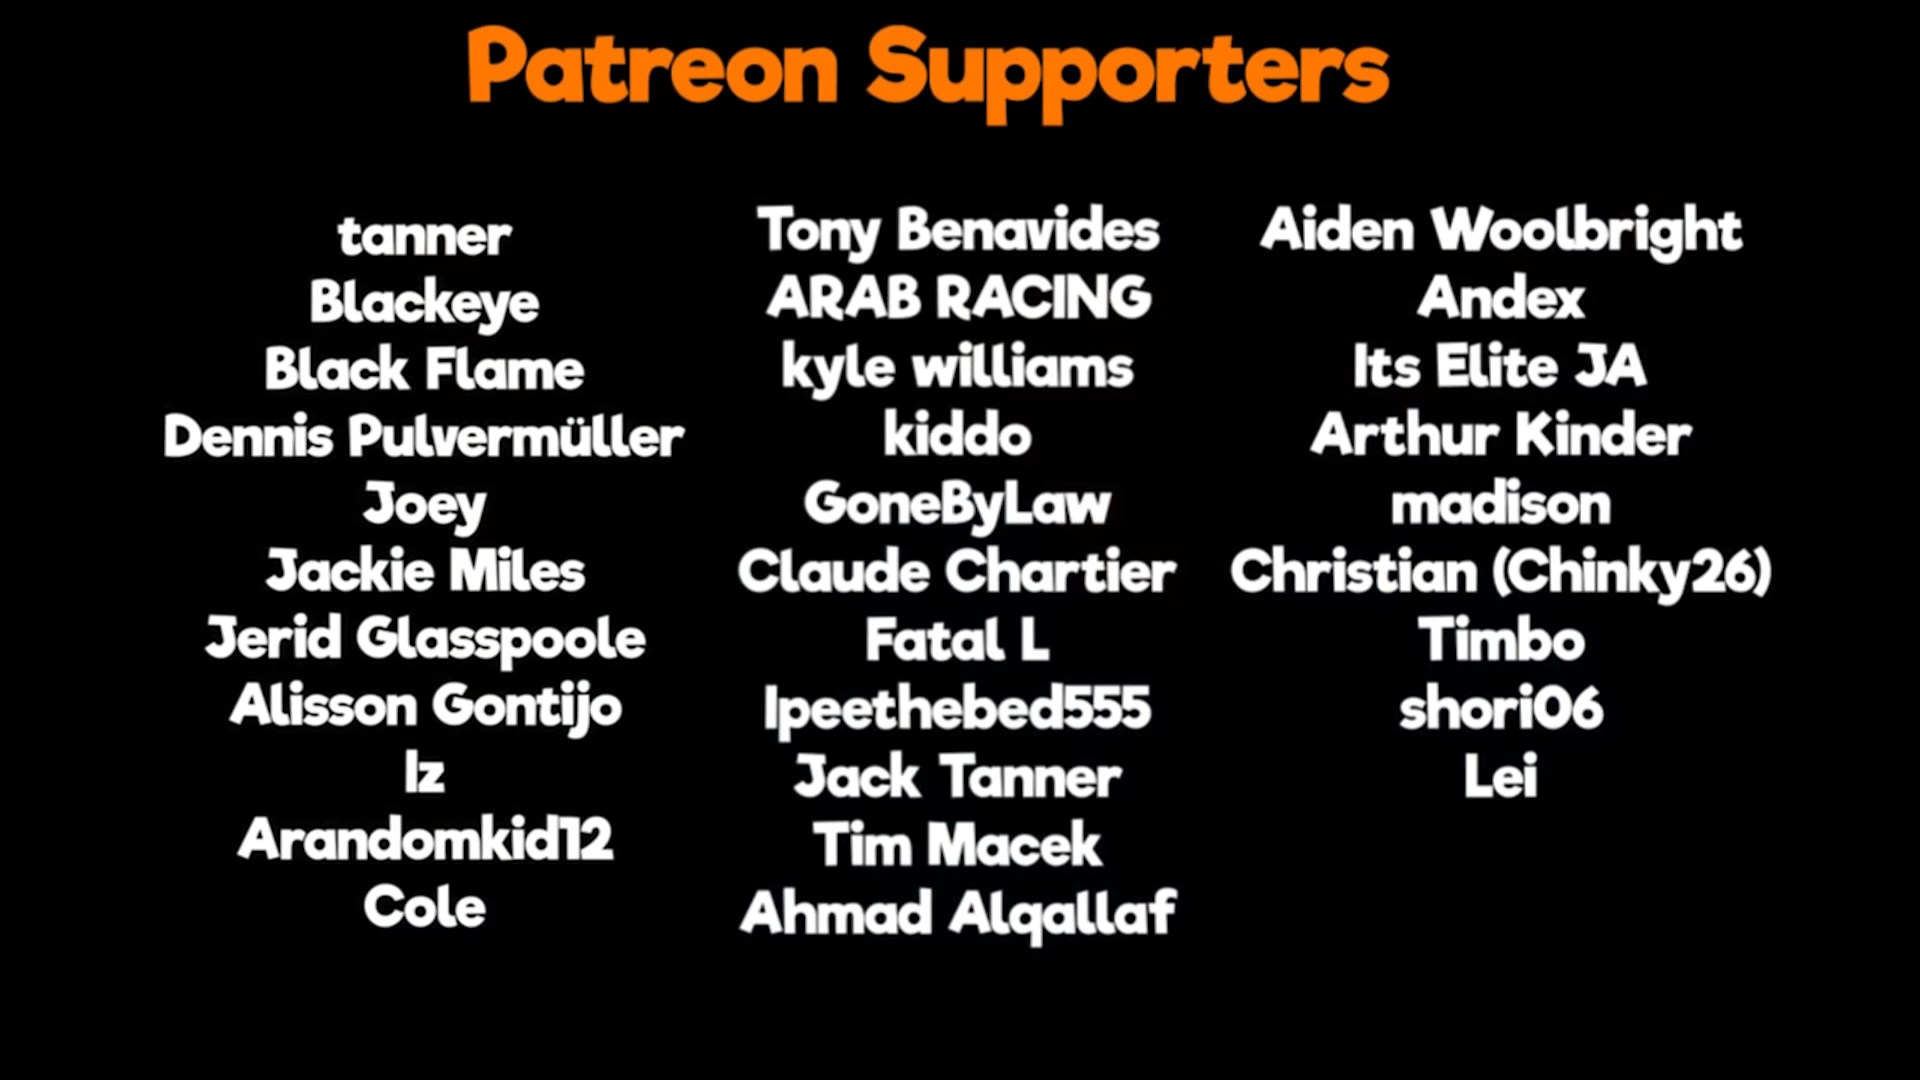 Patreon Supporters
tanner
Blackeye
Black Flame
Dennis Pulvermüller
Joey
Jackie Miles
Jerid Glasspoole
Alisson Gontijo
Iz
Arandomkid12
Cole
Tony Benavides
ARAB RACING
kyle williams
kiddo
GoneByLaw
Claude Chartier
Fatal L
Ipeethebed555
Jack Tanner
Tim Macek
Ahmad Alqallaf
Aiden Woolbright
Andex
Its Elite JA
Arthur Kinder
madison
Christian (Chinky26)
Timbo
shori06
Lei